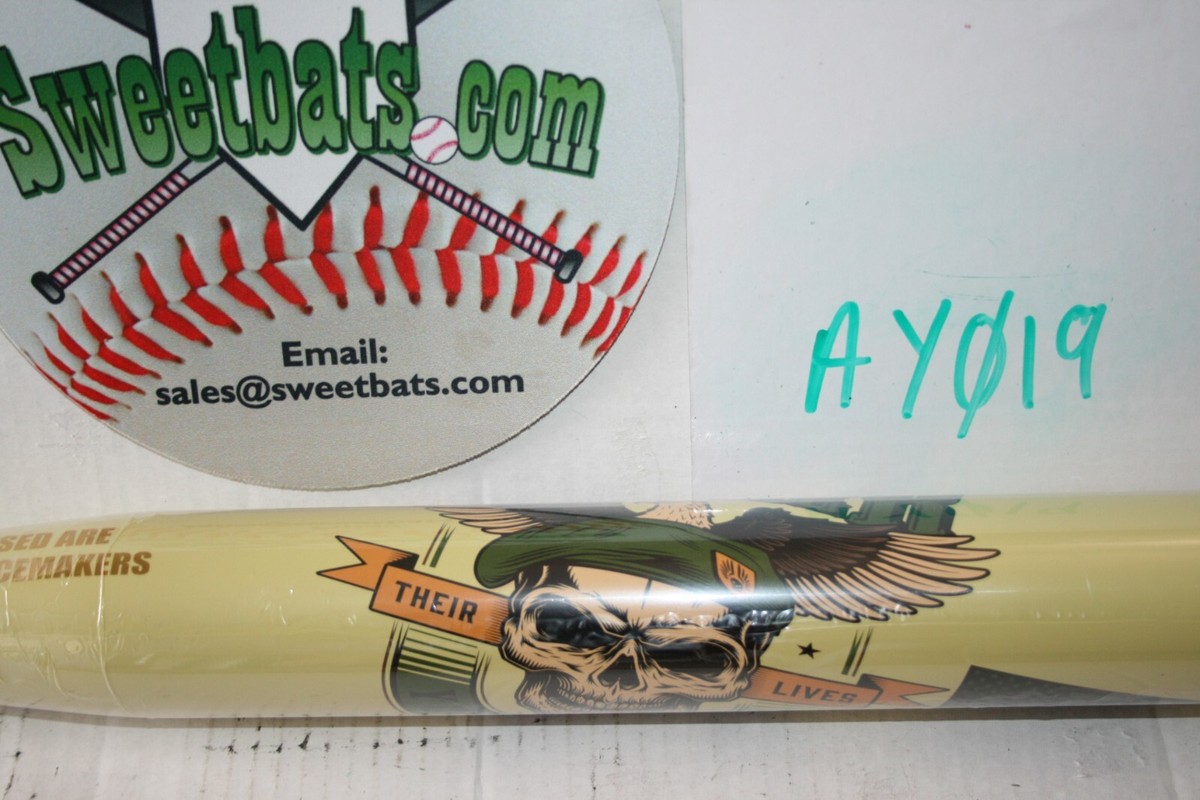 Sweetbats.com
Email:
sales@sweetbats.com
AYØ19
SED ARE
CEMAKERS
THEIR
LIVES